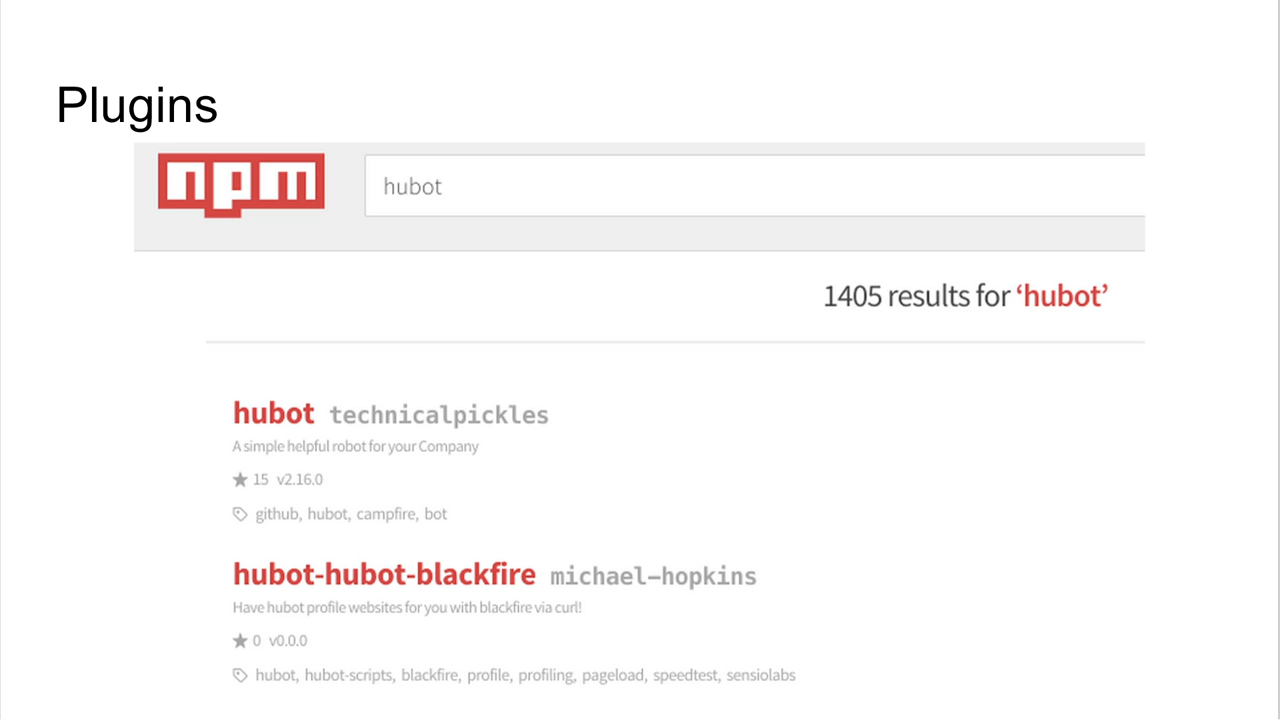 Plugins
npm
hubot
1405 results for ‘hubot’
hubot technicalpickles
A simple helpful robot for your Company
★ 15 v2.16.0
github, hubot, campfire, bot
hubot-hubot-blackfire michael-hopkins
Have hubot profile websites for you with blackfire via curl!
★ 0 v0.0.0
hubot, hubot-scripts, blackfire, profile, profiling, pageload, speedtest, sensiolabs